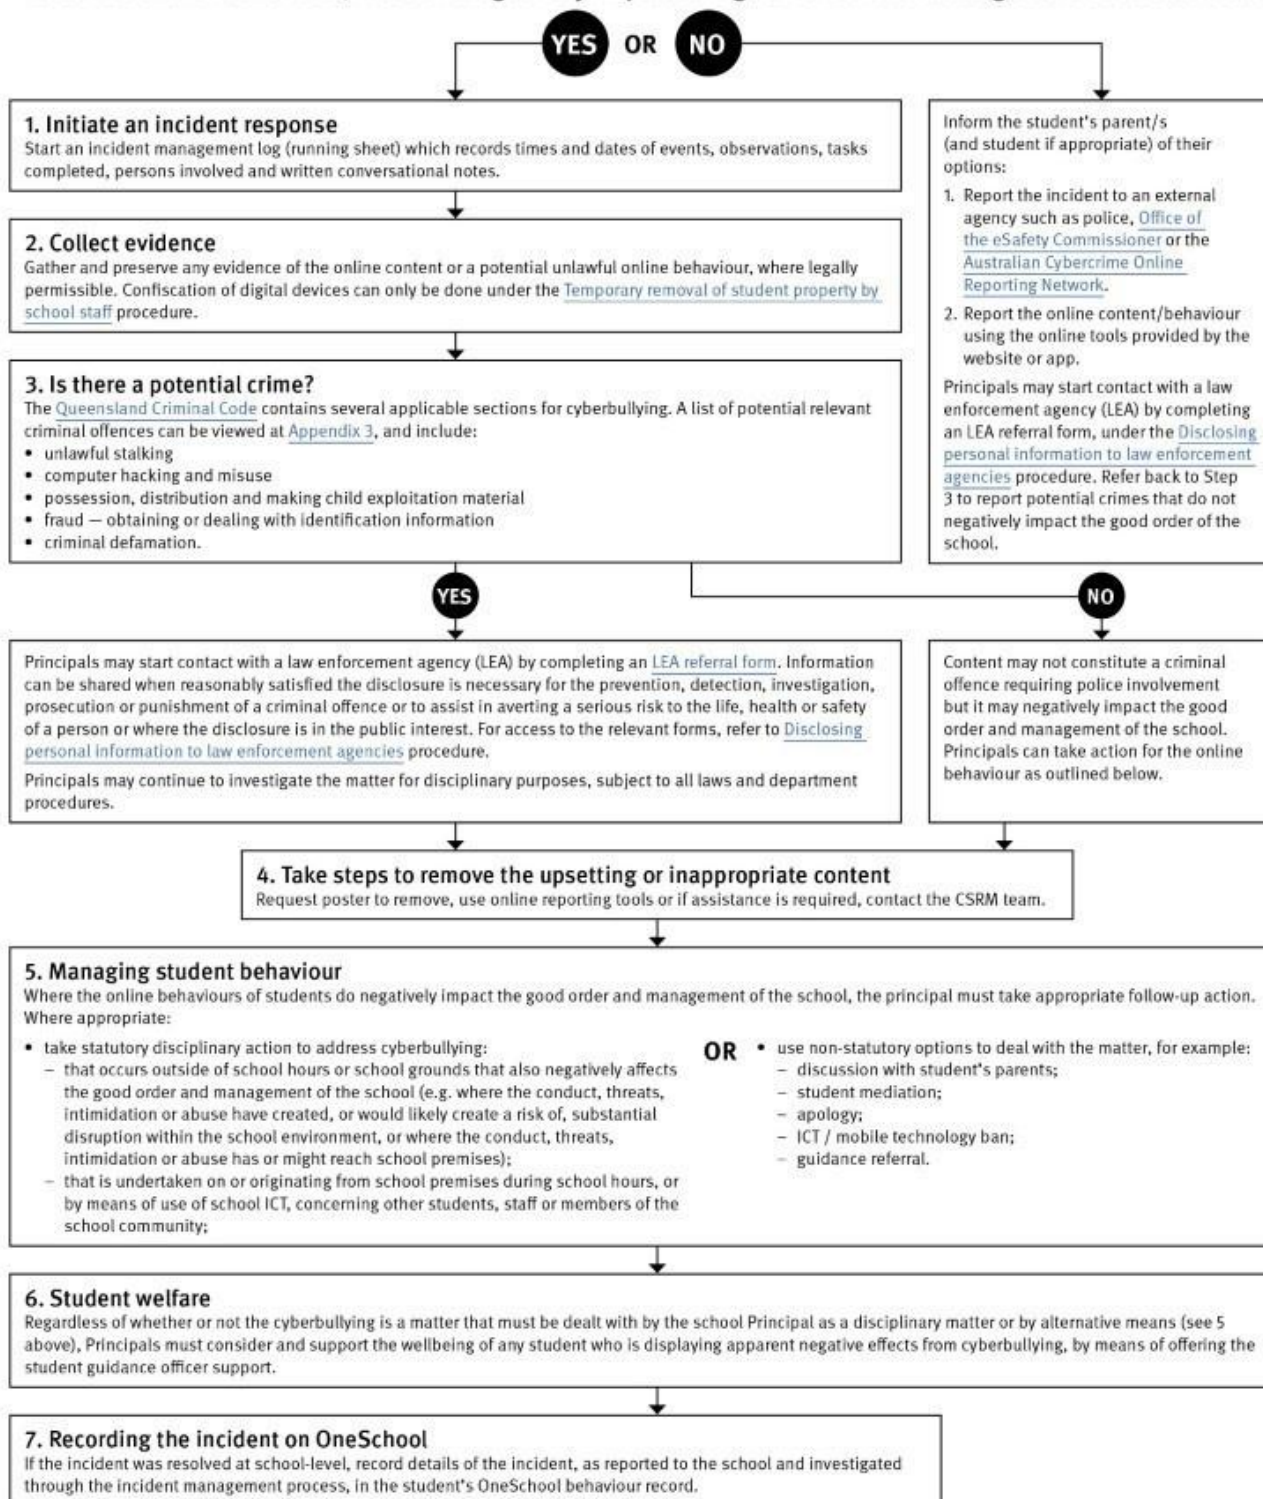 YES OR NO
1. Initiate an incident response
Start an incident management log (running sheet) which records times and dates of events, observations, tasks
completed, persons involved and written conversational notes.
2. Collect evidence
Gather and preserve any evidence of the online content or a potential unlawful online behaviour, where legally
permissible. Confiscation of digital devices can only be done under the Temporary removal of student property by
school staff procedure.
3. Is there a potential crime?
The Queensland Criminal Code contains several applicable sections for cyberbullying. A list of potential relevant
criminal offences can be viewed at Appendix 3, and include:
• unlawful stalking
• computer hacking and misuse
• possession, distribution and making child exploitation material
• fraud — obtaining or dealing with identification information
• criminal defamation.
Inform the student's parent/s
(and student if appropriate) of their
options:
1. Report the incident to an external
agency such as police, Office of
the eSafety Commissioner or the
Australian Cybercrime Online
Reporting Network.
2. Report the online content/behaviour
using the online tools provided by the
website or app.
Principals may start contact with a law
enforcement agency (LEA) by completing
an LEA referral form, under the Disclosing
personal information to law enforcement
agencies procedure. Refer back to Step
3 to report potential crimes that do not
negatively impact the good order of the
school.
YES
NO
Principals may start contact with a law enforcement agency (LEA) by completing an LEA referral form. Information
can be shared when reasonably satisfied the disclosure is necessary for the prevention, detection, investigation,
prosecution or punishment of a criminal offence or to assist in averting a serious risk to the life, health or safety
of a person or where the disclosure is in the public interest. For access to the relevant forms, refer to Disclosing
personal information to law enforcement agencies procedure.
Principals may continue to investigate the matter for disciplinary purposes, subject to all laws and department
procedures.
Content may not constitute a criminal
offence requiring police involvement
but it may negatively impact the good
order and management of the school.
Principals can take action for the online
behaviour as outlined below.
4. Take steps to remove the upsetting or inappropriate content
Request poster to remove, use online reporting tools or if assistance is required, contact the CSRM team.
5. Managing student behaviour
Where the online behaviours of students do negatively impact the good order and management of the school, the principal must take appropriate follow-up action.
Where appropriate:
• take statutory disciplinary action to address cyberbullying:
– that occurs outside of school hours or school grounds that also negatively affects
the good order and management of the school (e.g. where the conduct, threats,
intimidation or abuse have created, or would likely create a risk of, substantial
disruption within the school environment, or where the conduct, threats,
intimidation or abuse has or might reach school premises);
– that is undertaken on or originating from school premises during school hours, or
by means of use of school ICT, concerning other students, staff or members of the
school community;
OR
• use non-statutory options to deal with the matter, for example:
– discussion with student's parents;
– student mediation;
– apology;
– ICT / mobile technology ban;
– guidance referral.
6. Student welfare
Regardless of whether or not the cyberbullying is a matter that must be dealt with by the school Principal as a disciplinary matter or by alternative means (see 5
above), Principals must consider and support the wellbeing of any student who is displaying apparent negative effects from cyberbullying, by means of offering the
student guidance officer support.
7. Recording the incident on OneSchool
If the incident was resolved at school-level, record details of the incident, as reported to the school and investigated
through the incident management process, in the student's OneSchool behaviour record.